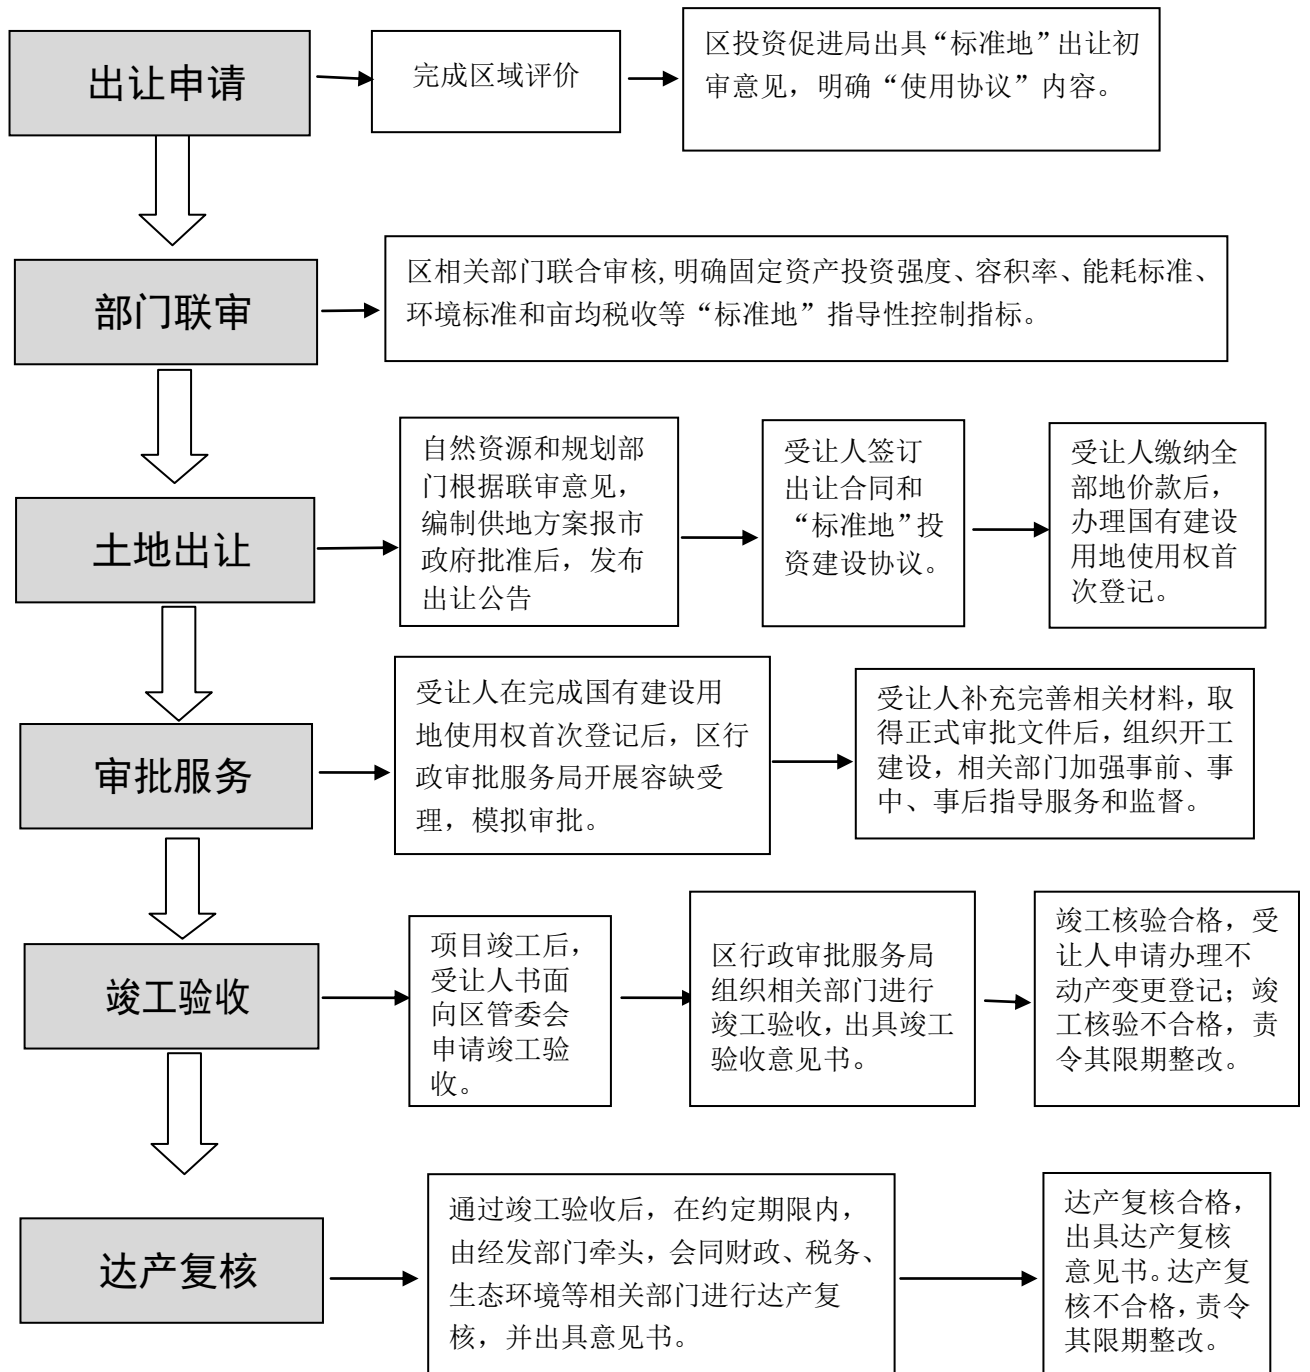 出让申请
完成区域评价
区投资促进局出具“标准地”出让初
审意见，明确“使用协议”内容。
部门联审
区相关部门联合审核,明确固定资产投资强度、容积率、能耗标准、
环境标准和亩均税收等“标准地”指导性控制指标。
土地出让
自然资源和规划部
门根据联审意见，
编制供地方案报市
政府批准后，发布
出让公告
受让人签订
出让合同和
“标准地”投
资建设协议。
受让人缴纳全
部地价款后，
办理国有建设
用地使用权首
次登记。
审批服务
受让人在完成国有建设用
地使用权首次登记后，区行
政审批服务局开展容缺受
理，模拟审批。
受让人补充完善相关材料，取
得正式审批文件后，组织开工
建设，相关部门加强事前、事
中、事后指导服务和监督。
竣工验收
项目竣工后，
受让人书面
向区管委会
申请竣工验
收。
区行政审批服务局
组织相关部门进行
竣工验收，出具竣工
验收意见书。
竣工核验合格，受
让人申请办理不
动产变更登记；竣
工核验不合格，责
令其限期整改。
达产复核
通过竣工验收后，在约定期限内，
由经发部门牵头，会同财政、税务、
生态环境等相关部门进行达产复
核，并出具意见书。
达产复核合格，
出具达产复核
意见书。达产复
核不合格，责令
其限期整改。